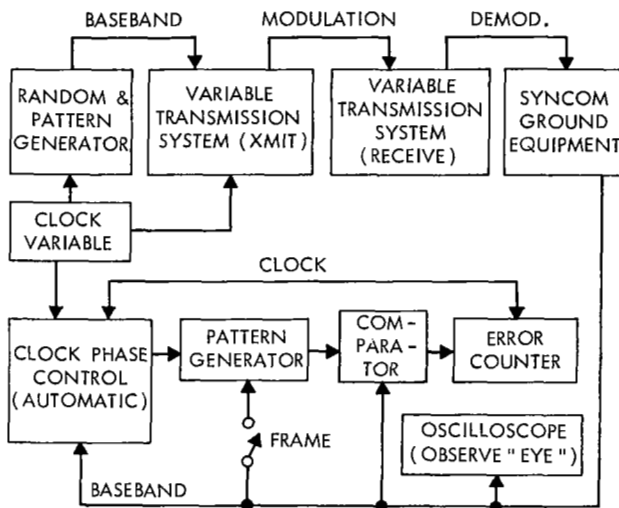 BASEBAND
MODULATION
DEMOD.
RANDOM &
PATTERN
GENERATOR
VARIABLE
TRANSMISSION
SYSTEM (XMIT)
VARIABLE
TRANSMISSION
SYSTEM
(RECEIVE)
SYNCOM
GROUND
EQUIPMENT
CLOCK
VARIABLE
CLOCK
CLOCK PHASE
CONTROL
(AUTOMATIC)
PATTERN
GENERATOR
COM-
PARA-
TOR
ERROR
COUNTER
FRAME
OSCILLOSCOPE
(OBSERVE "EYE")
BASEBAND